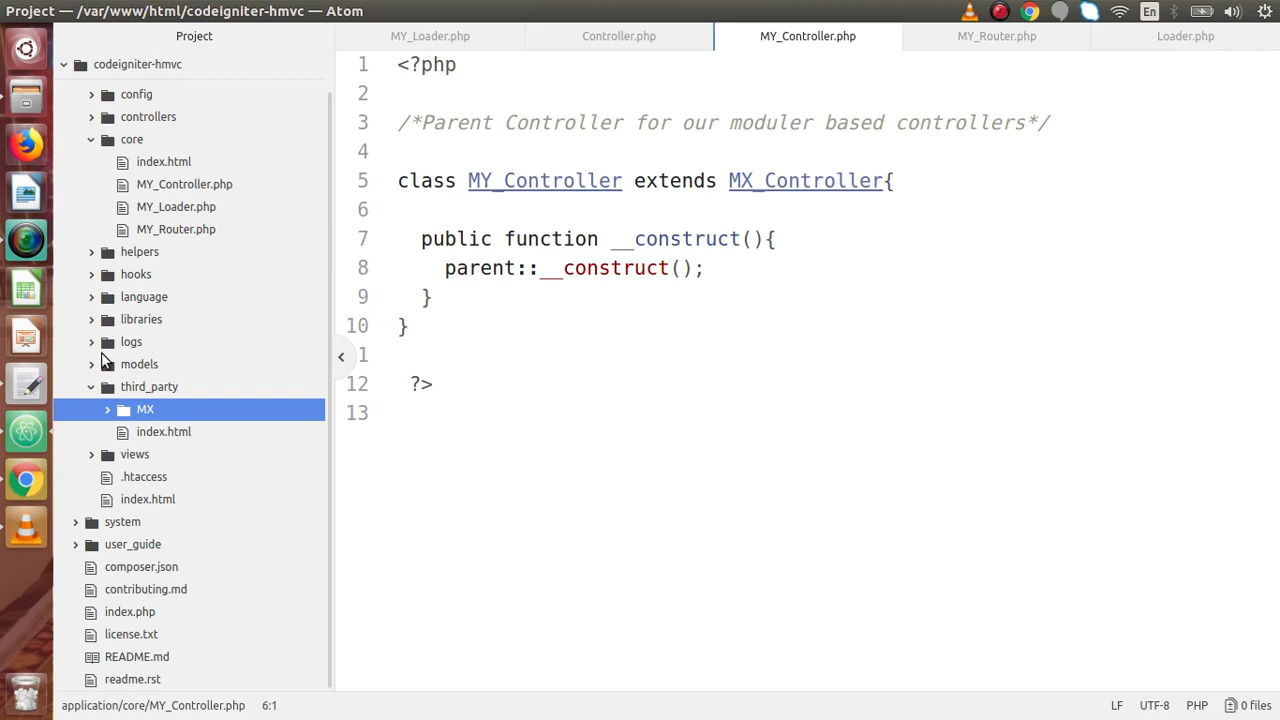 Project — /var/www/html/codeigniter-hmvc — Atom
En
Project
MY_Loader.php
Controller.php
MY_Controller.php
MY_Router.php
Loader.php
codeigniter-hmvc
config
controllers
core
index.html
MY_Controller.php
MY_Loader.php
MY_Router.php
helpers
hooks
language
libraries
logs
models
third_party
MX
index.html
views
.htaccess
index.html
system
user_guide
composer.json
contributing.md
index.php
license.txt
README.md
readme.rst
1 <?php
2
3 /*Parent Controller for our moduler based controllers*/
4
5 class MY_Controller extends MX_Controller{
6
7 public function __construct(){
8 parent::__construct();
9 }
10 }
1
12 ?>
13
application/core/MY_Controller.php 6:1
LF UTF-8 PHP 0 files